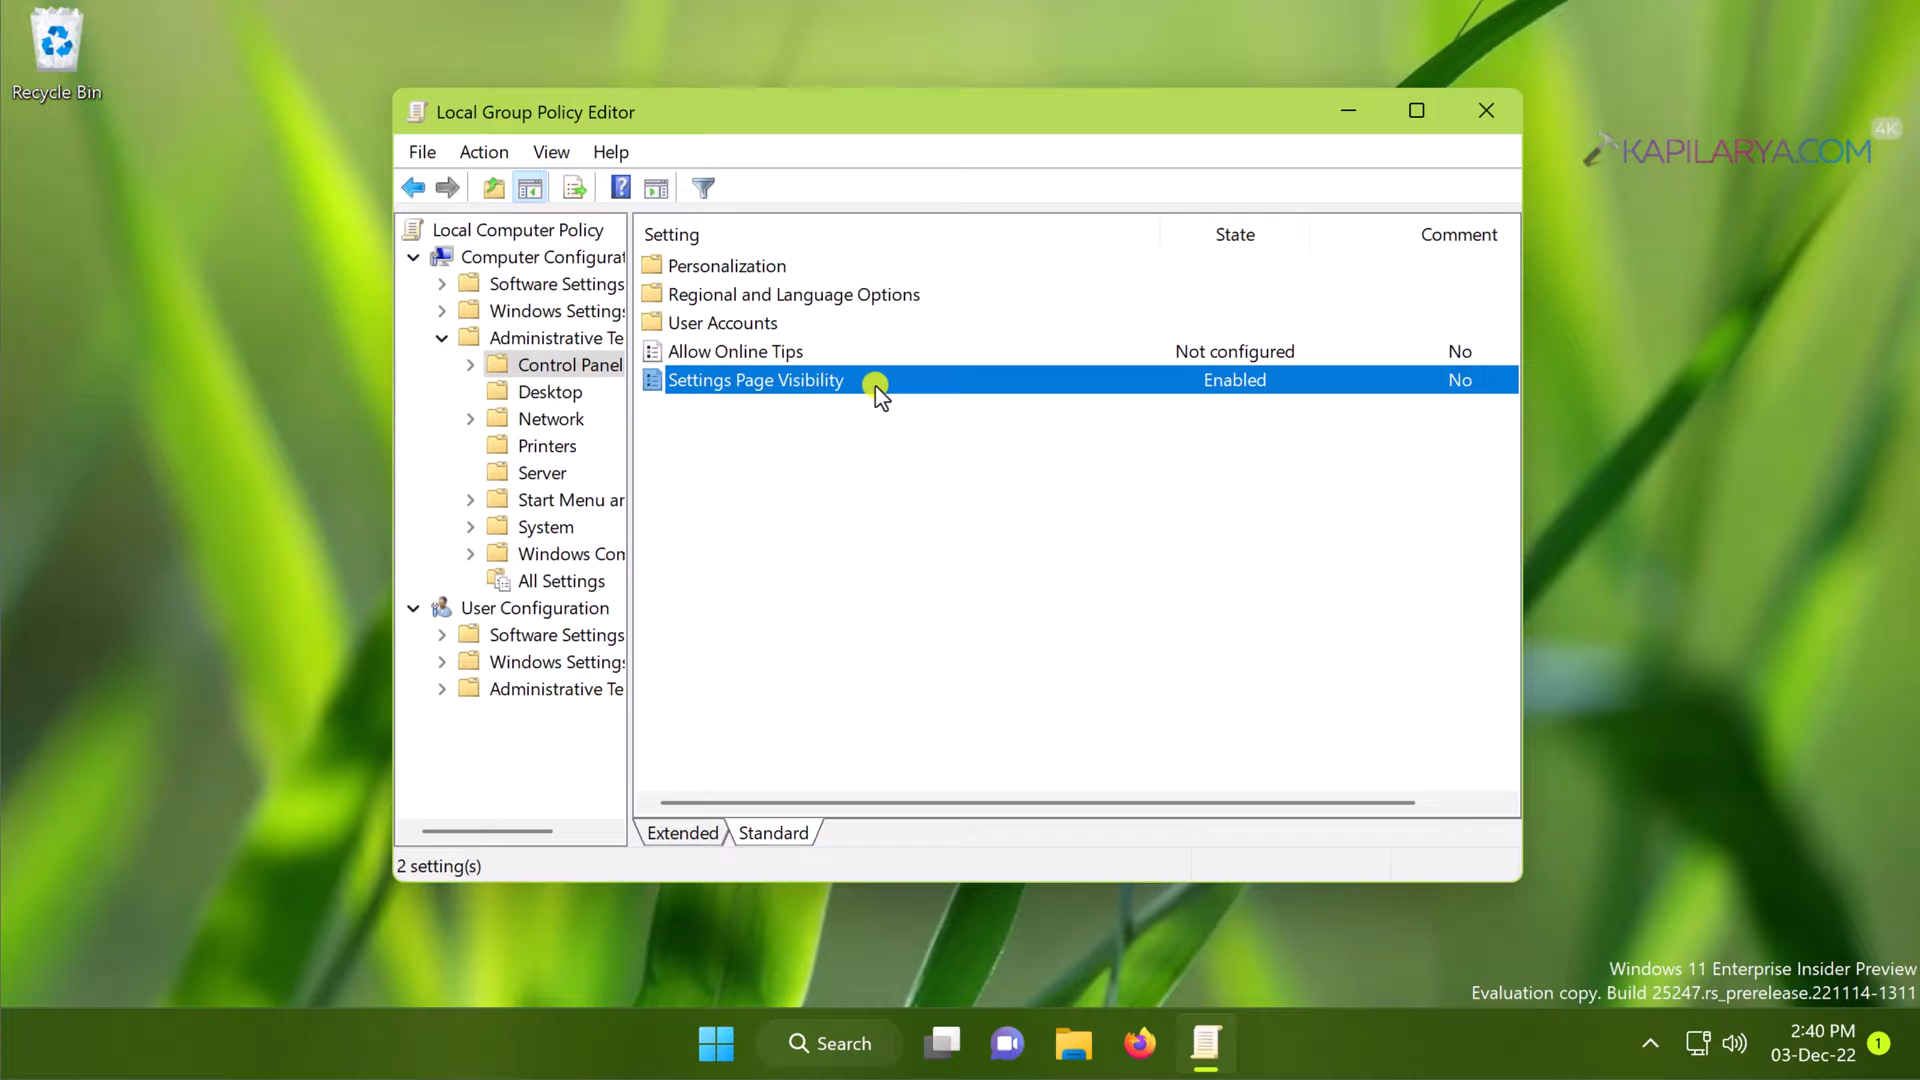 Recycle Bin
Local Group Policy Editor
4K
KAPILARYA.COM
File Action View Help
Local Computer Policy
Computer Configurat
Software Settings
Windows Settings
Administrative Te
Control Panel
Desktop
Network
Printers
Server
Start Menu ar
System
Windows Com
All Settings
User Configuration
Software Settings
Windows Settings
Administrative Te
Setting State Comment
Personalization
Regional and Language Options
User Accounts
Allow Online Tips Not configured No
Settings Page Visibility Enabled No
Extended Standard
2 setting(s)
Windows 11 Enterprise Insider Preview
Evaluation copy. Build 25247.rs_prerelease.221114-1311
Search
2:40 PM
03-Dec-22
1